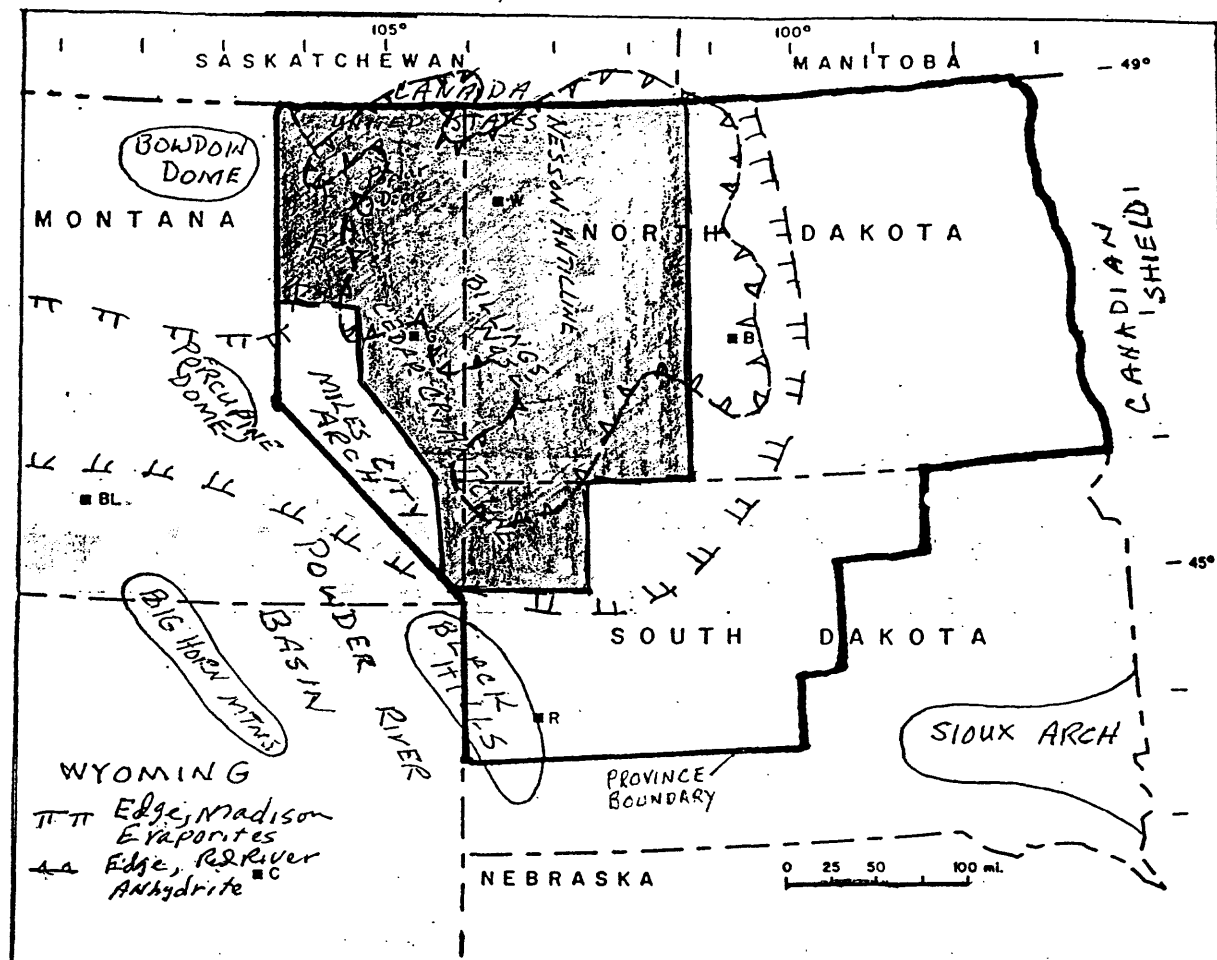 105°
100°
SASKATCHEWAN
MANITOBA
49°
CANADA
UNITED STATES
BOWDOIN
DOME
MONTANA
NESSON ANTICLINE
W
NORTH DAKOTA
CANADIAN
SHIELD
BILLINGS
NOSE
CEDAR CREEK
G
B
PORCUPINE
DOME
MILES CITY
ARCH
BL
45°
POWDER RIVER
BASIN
BIG HORN MTNS
BLACK
HILLS
R
SOUTH DAKOTA
SIOUX ARCH
PROVINCE
BOUNDARY
WYOMING
Edge, Madison
Evaporites
Edge, Red River
Anhydrite
C
NEBRASKA
0 25 50 100 mi.